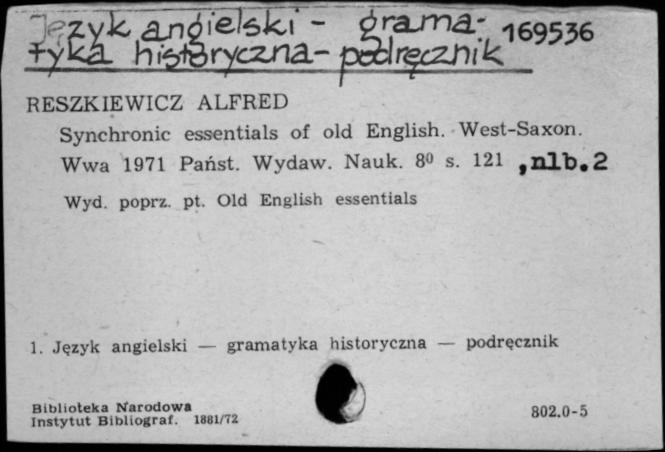 Język angielski - grama- 169536
tyka historyczna - podręcznik
RESZKIEWICZ ALFRED
Synchronic essentials of old English. West-Saxon.
Wwa 1971 Państ. Wydaw. Nauk. 8⁰ s. 121 , nlb. 2
Wyd. poprz. pt. Old English essentials
1. Język angielski — gramatyka historyczna — podręcznik
Biblioteka Narodowa
Instytut Bibliograf. 1881/72 802.0-5